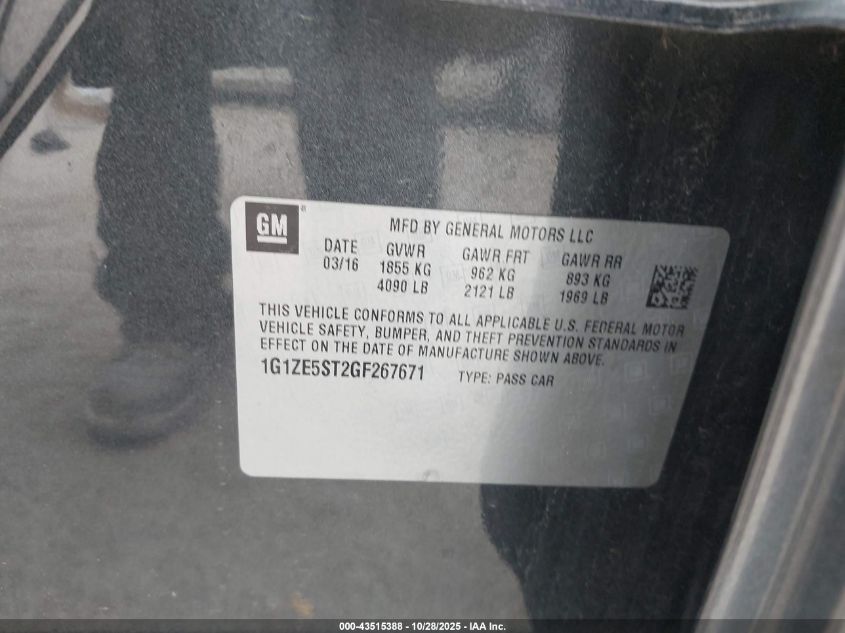 GM ®
MFD BY GENERAL MOTORS LLC
DATE GVWR GAWR FRT GAWR RR
03/16 1855 KG 962 KG 893 KG
4090 LB 2121 LB 1969 LB
THIS VEHICLE CONFORMS TO ALL APPLICABLE U.S. FEDERAL MOTOR
VEHICLE SAFETY, BUMPER, AND THEFT PREVENTION STANDARDS IN
EFFECT ON THE DATE OF MANUFACTURE SHOWN ABOVE.
1G1ZE5ST2GF267671 TYPE: PASS CAR
000-43515388 - 10/28/2025 - IAA Inc.